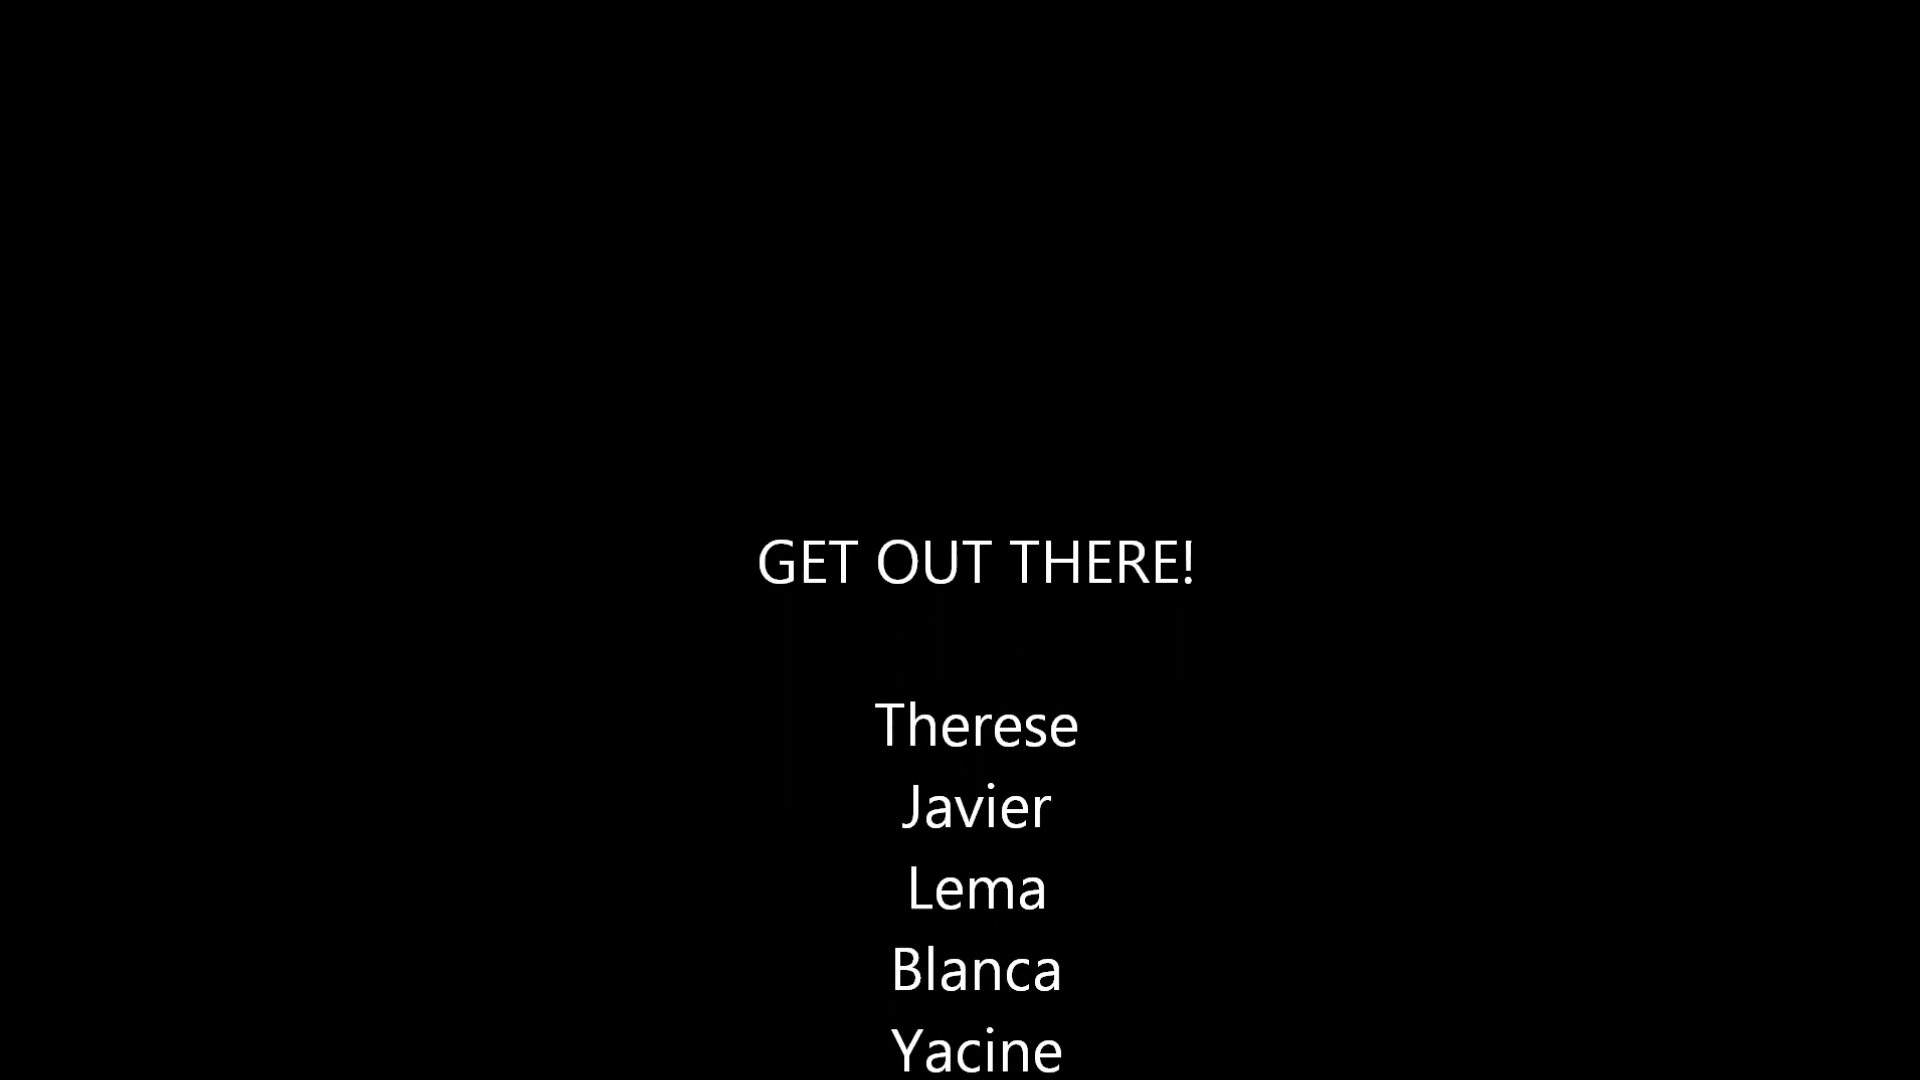 GET OUT THERE!
Therese
Javier
Lema
Blanca
Yacine